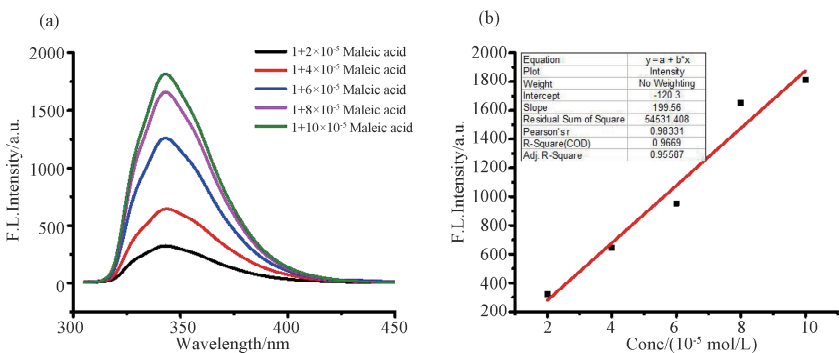 (a)
1+2×10⁻⁵ Maleic acid
1+4×10⁻⁵ Maleic acid
1+6×10⁻⁵ Maleic acid
1+8×10⁻⁵ Maleic acid
1+10×10⁻⁵ Maleic acid
2000
1500
1000
500
0
F.L.Intensity/a.u.
300 350 400 450
Wavelength/nm
(b)
Equation y = a + b*x
Plot Intensity
Weight No Weighting
Intercept -120.3
Slope 199.56
Residual Sum of Square 54531.408
Pearson's r 0.98331
R-Square(COD) 0.9669
Adj. R-Square 0.95587
2000
1800
1600
1400
1200
1000
800
600
400
200
F.L.Intensity/a.u.
2 4 6 8 10
Conc/(10⁻⁵ mol/L)